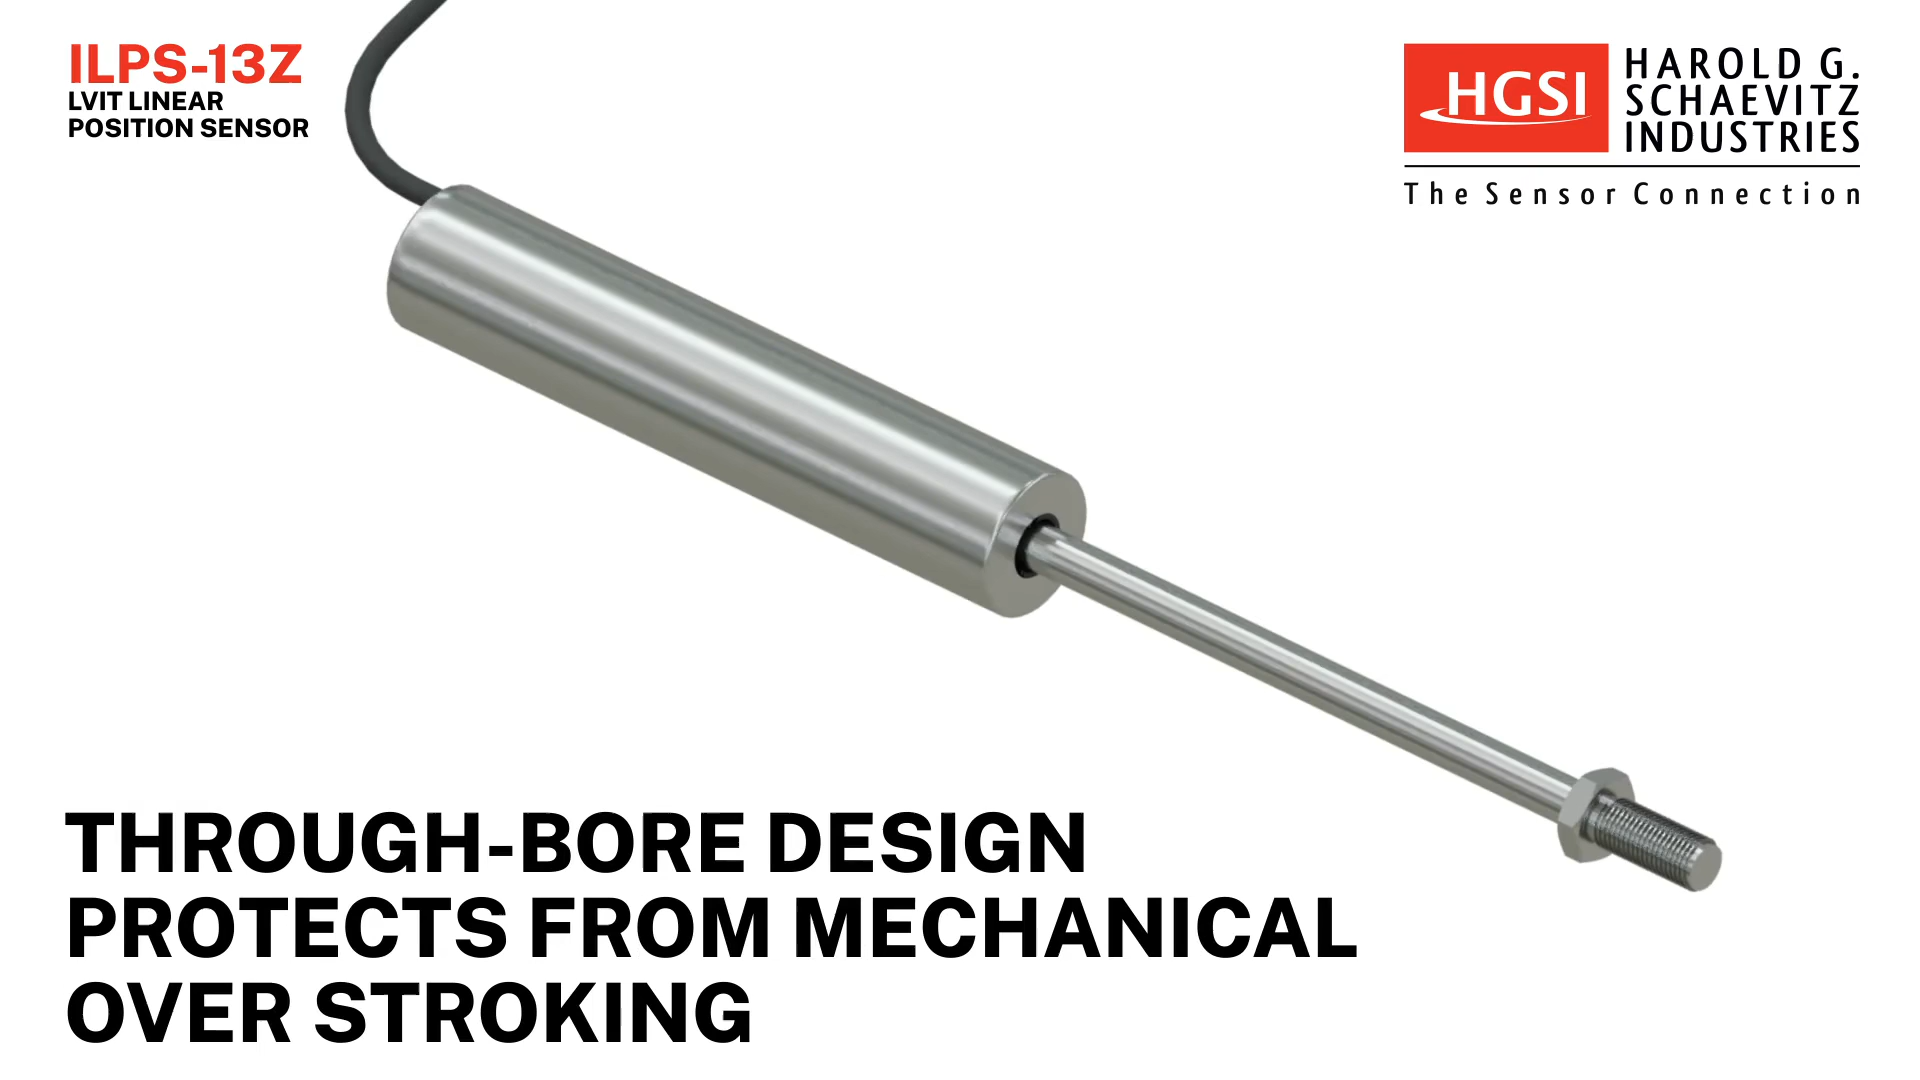 ILPS-13Z
LVIT LINEAR
POSITION SENSOR
HGSI
HAROLD G.
SCHAEVITZ
INDUSTRIES
The Sensor Connection
THROUGH-BORE DESIGN
PROTECTS FROM MECHANICAL
OVER STROKING